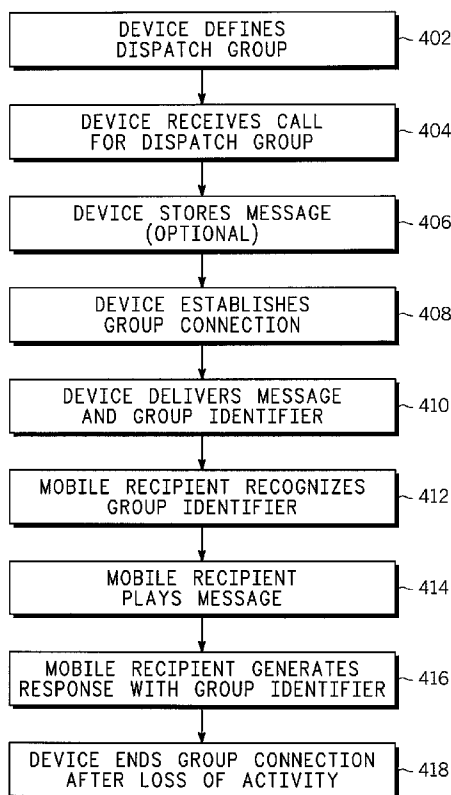 DEVICE DEFINES
DISPATCH GROUP
402
DEVICE RECEIVES CALL
FOR DISPATCH GROUP
404
DEVICE STORES MESSAGE
(OPTIONAL)
406
DEVICE ESTABLISHES
GROUP CONNECTION
408
DEVICE DELIVERS MESSAGE
AND GROUP IDENTIFIER
410
MOBILE RECIPIENT RECOGNIZES
GROUP IDENTIFIER
412
MOBILE RECIPIENT
PLAYS MESSAGE
414
MOBILE RECIPIENT GENERATES
RESPONSE WITH GROUP IDENTIFIER
416
DEVICE ENDS GROUP CONNECTION
AFTER LOSS OF ACTIVITY
418